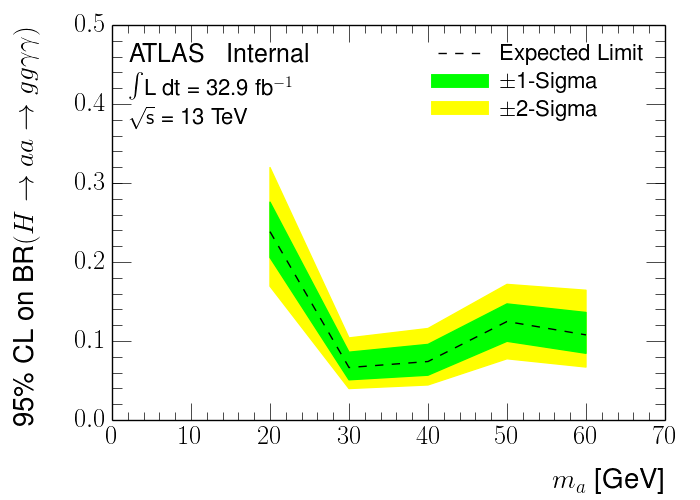 95% CL on BR(H → aa → ggγγ)
0.5
0.4
0.3
0.2
0.1
0.0
ATLAS Internal
∫L dt = 32.9 fb⁻¹
√s = 13 TeV
Expected Limit
±1-Sigma
±2-Sigma
0 10 20 30 40 50 60 70
mₐ [GeV]